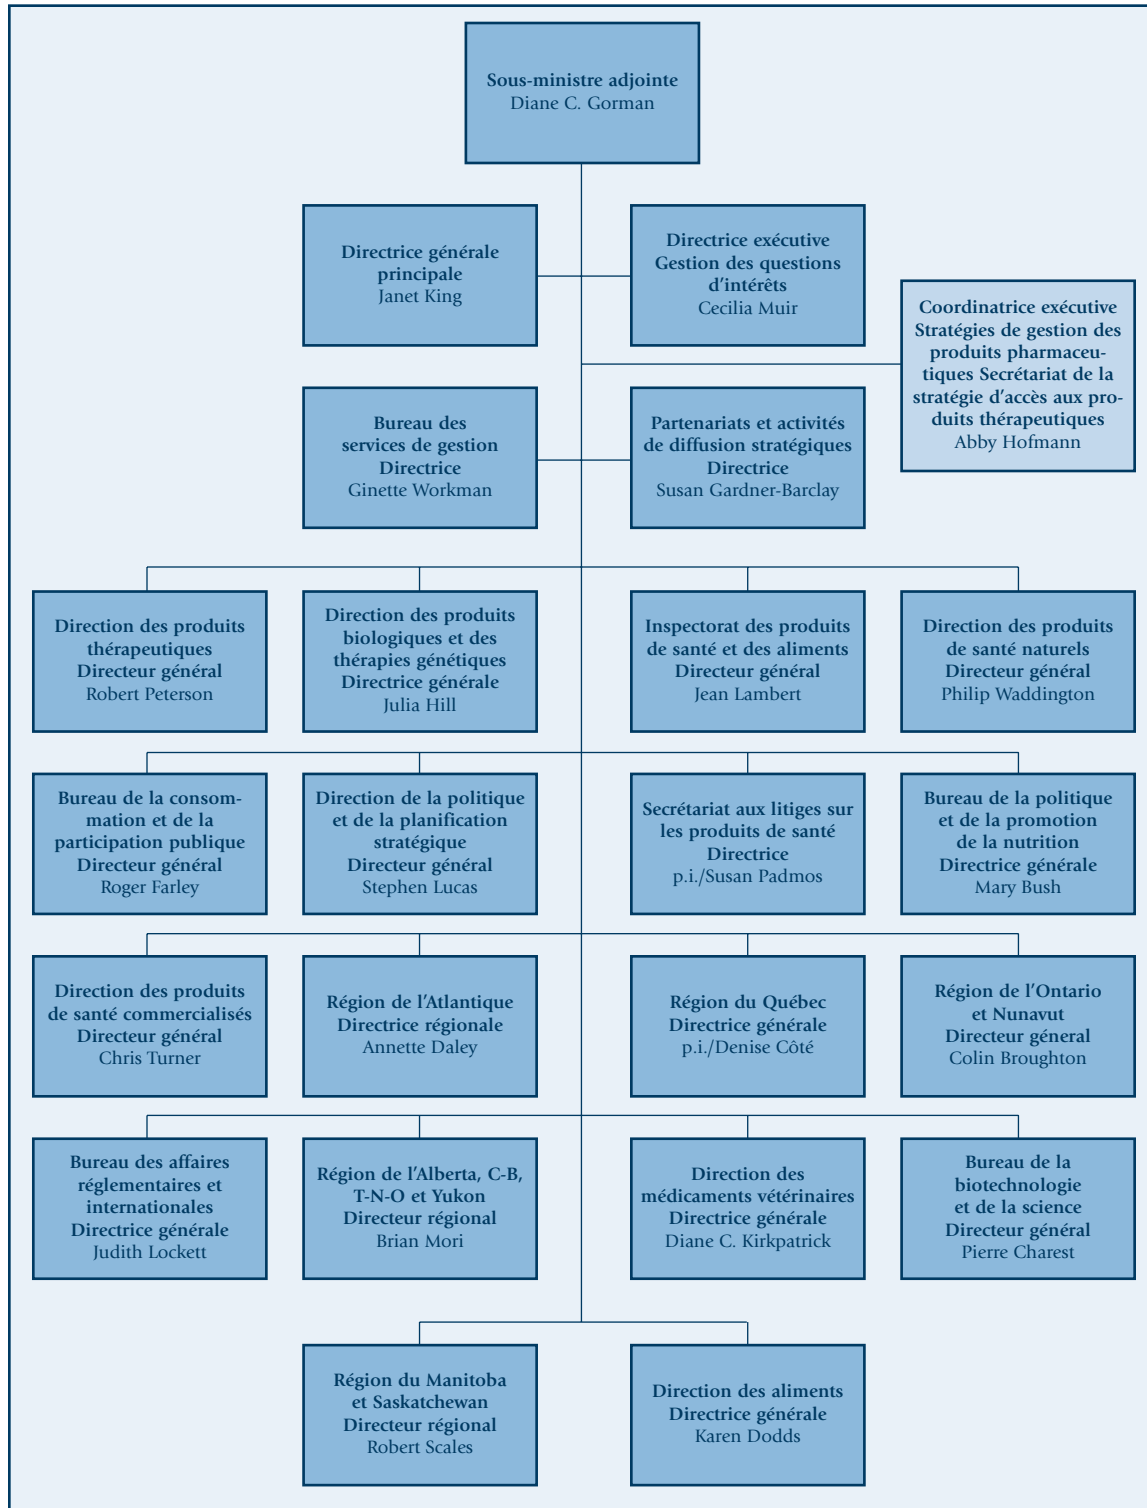 Sous-ministre adjointe
Diane C. Gorman
Directrice générale
principale
Janet King
Directrice exécutive
Gestion des questions
d'intérêts
Cecilia Muir
Coordinatrice exécutive
Stratégies de gestion des
produits pharmaceu-
tiques Secrétariat de la
stratégie d'accès aux pro-
duits thérapeutiques
Abby Hofmann
Bureau des
services de gestion
Directrice
Ginette Workman
Partenariats et activités
de diffusion stratégiques
Directrice
Susan Gardner-Barclay
Direction des produits
thérapeutiques
Directeur général
Robert Peterson
Direction des produits
biologiques et des
thérapies génétiques
Directrice générale
Julia Hill
Inspectorat des produits
de santé et des aliments
Directeur général
Jean Lambert
Direction des produits
de santé naturels
Directeur général
Philip Waddington
Bureau de la consom-
mation et de la
participation publique
Directeur général
Roger Farley
Direction de la politique
et de la planification
stratégique
Directeur général
Stephen Lucas
Secrétariat aux litiges sur
les produits de santé
Directrice
p.i./Susan Padmos
Bureau de la politique
et de la promotion
de la nutrition
Directrice générale
Mary Bush
Direction des produits
de santé commercialisés
Directeur général
Chris Turner
Région de l'Atlantique
Directrice régionale
Annette Daley
Région du Québec
Directrice générale
p.i./Denise Côté
Région de l'Ontario
et Nunavut
Directeur géneral
Colin Broughton
Bureau des affaires
réglementaires et
internationales
Directrice générale
Judith Lockett
Région de l'Alberta, C-B,
T-N-O et Yukon
Directeur régional
Brian Mori
Direction des
médicaments vétérinaires
Directrice générale
Diane C. Kirkpatrick
Bureau de la
biotechnologie
et de la science
Directeur général
Pierre Charest
Région du Manitoba
et Saskatchewan
Directeur régional
Robert Scales
Direction des aliments
Directrice générale
Karen Dodds